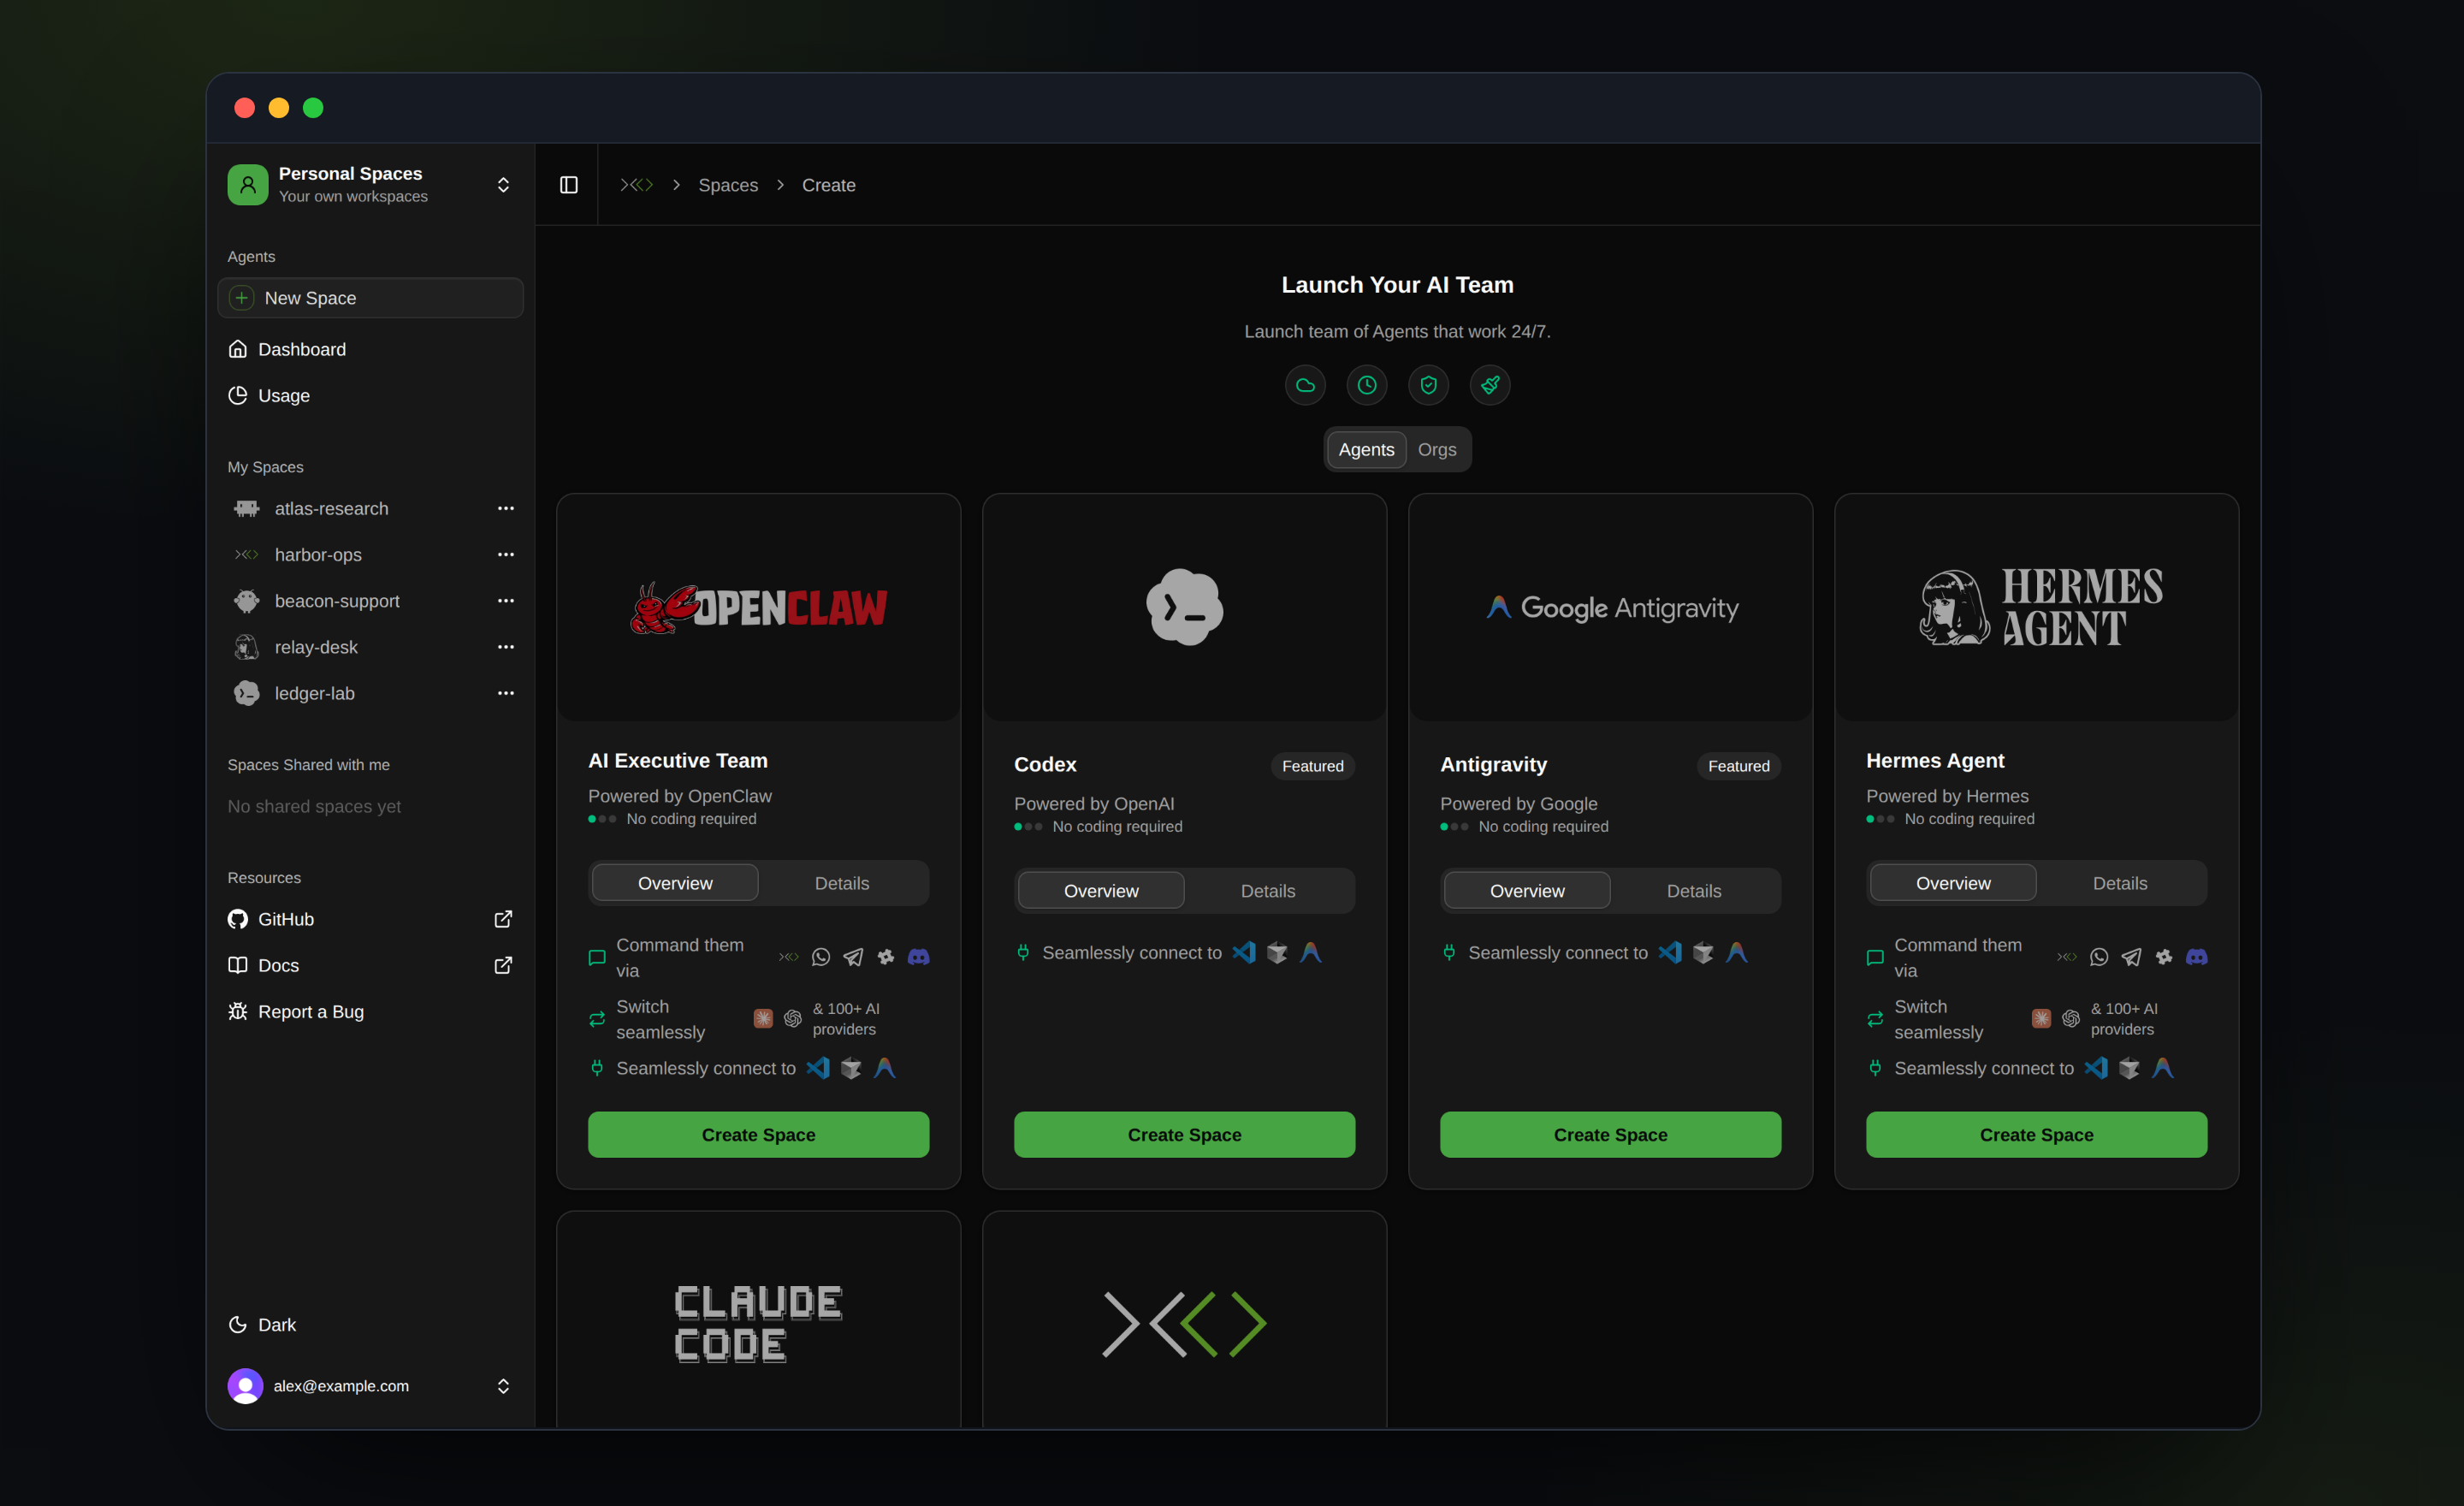 Personal Spaces
Your own workspaces
Agents
New Space
Dashboard
Usage
My Spaces
atlas-research
harbor-ops
beacon-support
relay-desk
ledger-lab
Spaces Shared with me
No shared spaces yet
Resources
GitHub
Docs
Report a Bug
Dark
alex@example.com
Spaces
Create
Launch Your AI Team
Launch team of Agents that work 24/7.
Agents
Orgs
OPENCLAW
AI Executive Team
Powered by OpenClaw
No coding required
Overview
Details
Command them
via
Switch
seamlessly
& 100+ AI
providers
Seamlessly connect to
Create Space
Codex
Featured
Powered by OpenAI
No coding required
Overview
Details
Seamlessly connect to
Create Space
Google Antigravity
Antigravity
Featured
Powered by Google
No coding required
Overview
Details
Seamlessly connect to
Create Space
HERMES
AGENT
Hermes Agent
Powered by Hermes
No coding required
Overview
Details
Command them
via
Switch
seamlessly
& 100+ AI
providers
Seamlessly connect to
Create Space
CLAUDE
CODE